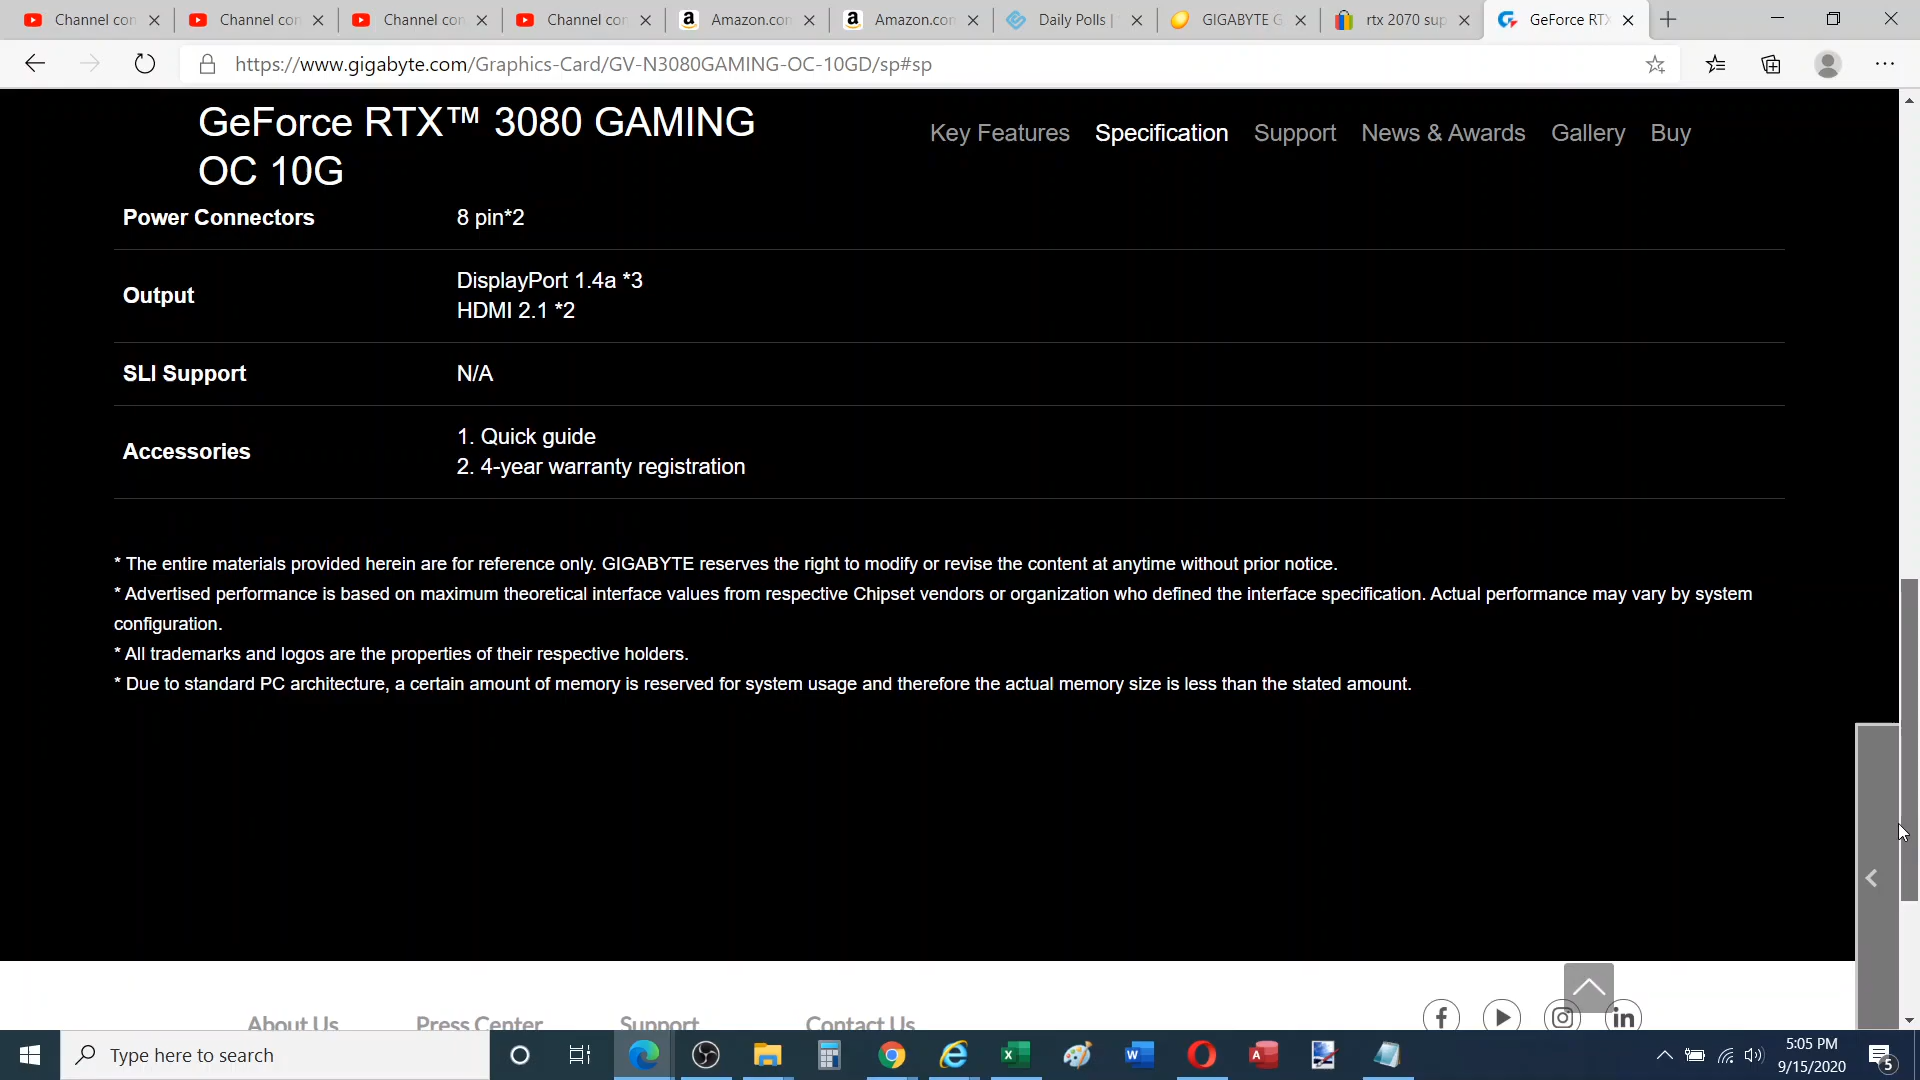 Channel con
Channel con
Channel con
Channel con
Amazon.con
Amazon.con
Daily Polls |
GIGABYTE G
rtx 2070 sup
GeForce RTX
https://www.gigabyte.com/Graphics-Card/GV-N3080GAMING-OC-10GD/sp#sp
GeForce RTX™ 3080 GAMING
OC 10G
Key Features Specification Support News & Awards Gallery Buy
Power Connectors
8 pin*2
Output
DisplayPort 1.4a *3
HDMI 2.1 *2
SLI Support
N/A
Accessories
1. Quick guide
2. 4-year warranty registration
* The entire materials provided herein are for reference only. GIGABYTE reserves the right to modify or revise the content at anytime without prior notice.
* Advertised performance is based on maximum theoretical interface values from respective Chipset vendors or organization who defined the interface specification. Actual performance may vary by system
configuration.
* All trademarks and logos are the properties of their respective holders.
* Due to standard PC architecture, a certain amount of memory is reserved for system usage and therefore the actual memory size is less than the stated amount.
About Us Press Center Support Contact Us
Type here to search
5:05 PM
9/15/2020
5